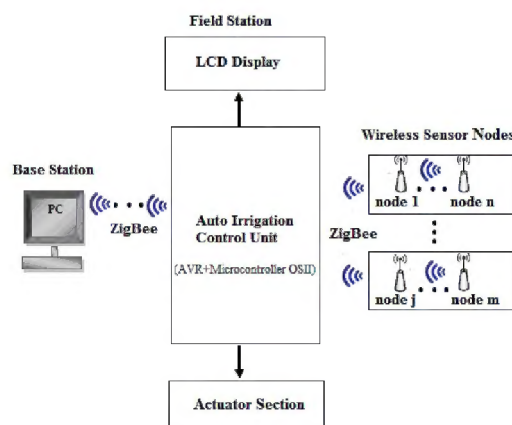 Field Station
LCD Display
Wireless Sensor Nodes
Base Station
PC
ZigBee
Auto Irrigation
Control Unit
(AVR+Microcontroller OSII)
node 1
node n
ZigBee
node j
node m
Actuator Section